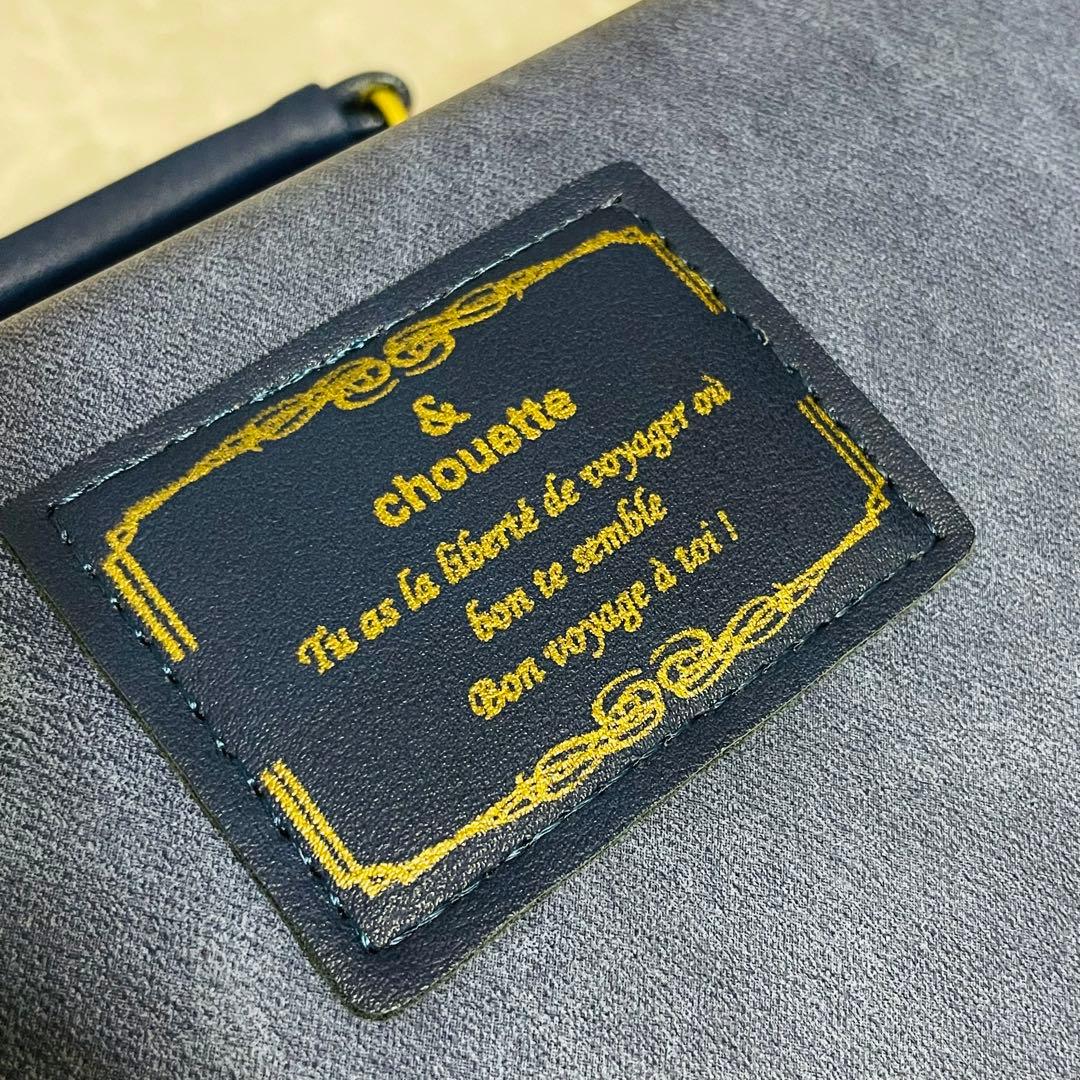 &
chouette
Tu as la liberté de voyager où
bon te semble
Bon voyage à toi !